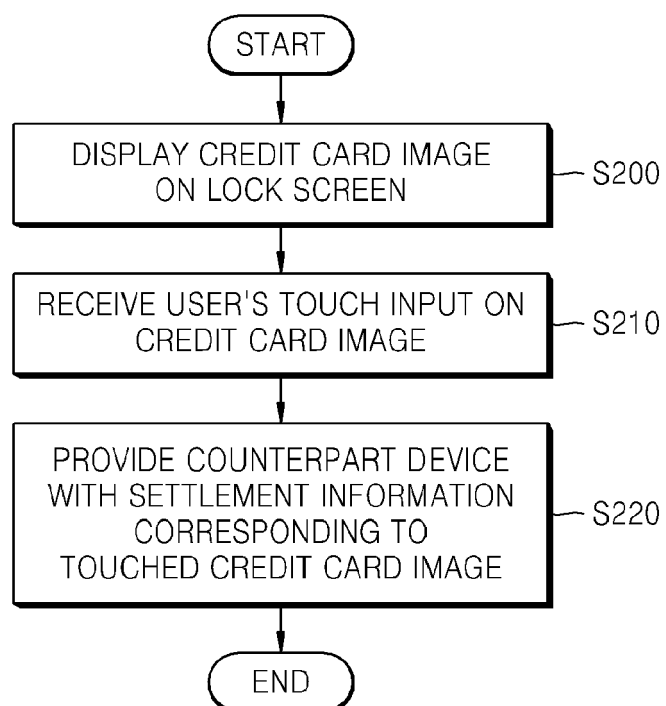 START
DISPLAY CREDIT CARD IMAGE
ON LOCK SCREEN
S200
RECEIVE USER'S TOUCH INPUT ON
CREDIT CARD IMAGE
S210
PROVIDE COUNTERPART DEVICE
WITH SETTLEMENT INFORMATION
CORRESPONDING TO
TOUCHED CREDIT CARD IMAGE
S220
END